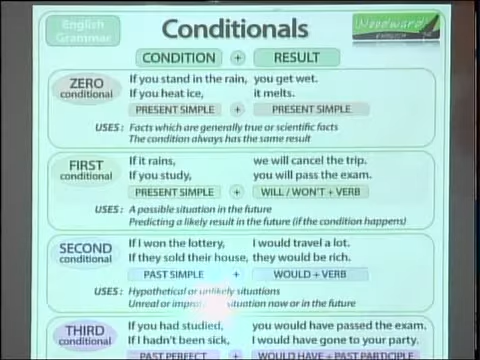 English
Grammar
Conditionals
Woodward
ENGLISH
CONDITION + RESULT
ZERO
conditional
If you stand in the rain, you get wet.
If you heat ice, it melts.
PRESENT SIMPLE + PRESENT SIMPLE
USES: Facts which are generally true or scientific facts
The condition always has the same result
FIRST
conditional
If it rains, we will cancel the trip.
If you study, you will pass the exam.
PRESENT SIMPLE + WILL / WON'T + VERB
USES: A possible situation in the future
Predicting a likely result in the future (if the condition happens)
SECOND
conditional
If I won the lottery, I would travel a lot.
If they sold their house, they would be rich.
PAST SIMPLE + WOULD + VERB
USES: Hypothetical or unlikely situations
Unreal or situation now or in the future
THIRD
conditional
If you had studied, you would have passed the exam.
If I hadn't been sick, I would have gone to your party.
PAST PERFECT + WOULD HAVE + PAST PARTICIPLE